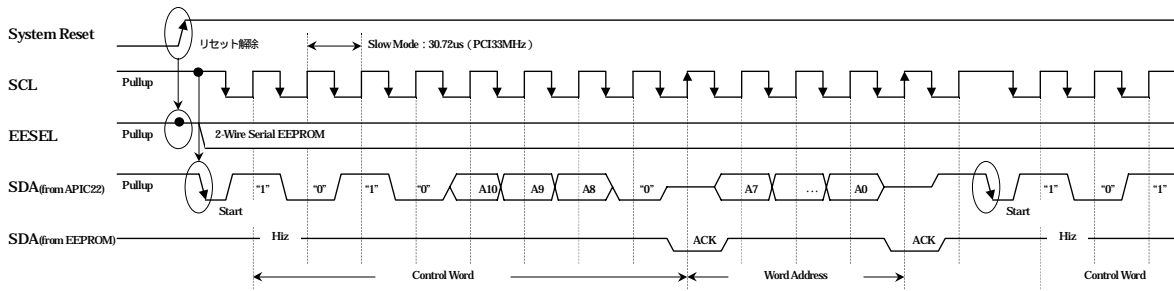 System Reset
リセット解除
Slow Mode : 30.72us ( PCI33MHz )
SCL
Pullup
EESEL
Pullup
2-Wire Serial EEPROM
SDA(from APIC22)
Pullup
Start
“1”
“0”
“1”
“0”
A10
A9
A8
“0”
A7
...
A0
Start
“1”
“0”
“1”
SDA(from EEPROM)
Hiz
ACK
ACK
Hiz
Control Word
Word Address
Control Word